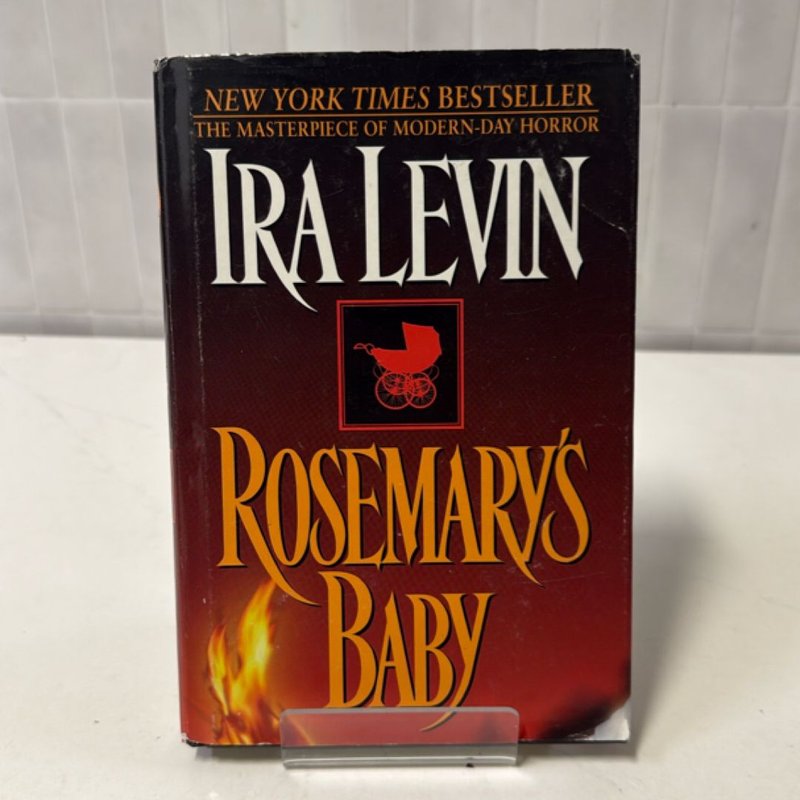 NEW YORK TIMES BESTSELLER
THE MASTERPIECE OF MODERN-DAY HORROR
IRA LEVIN
ROSEMARY'S
BABY